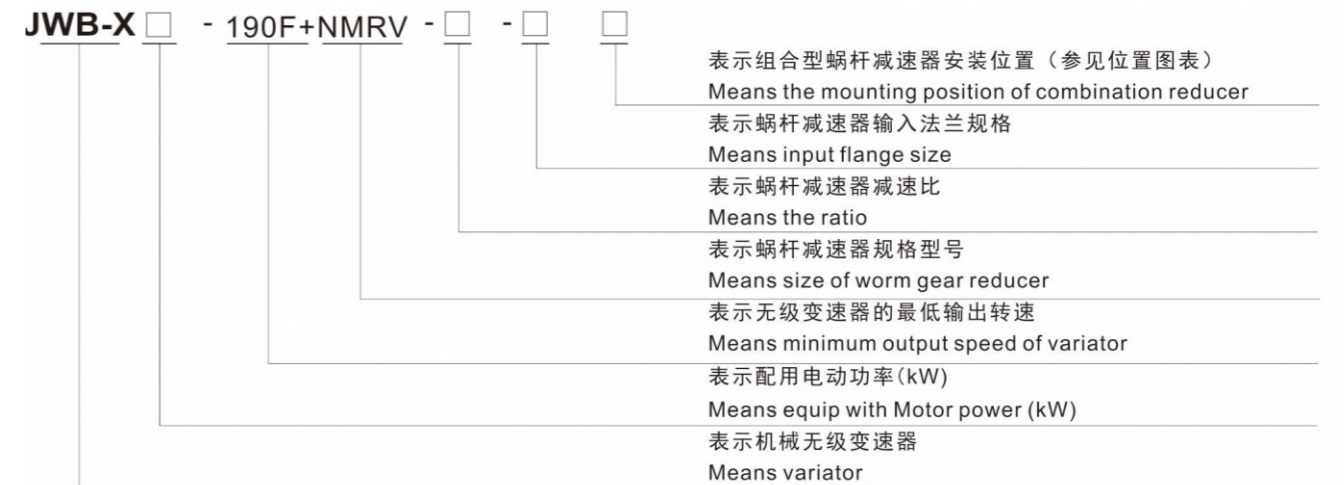 JWB-X□ - 190F+NMRV - □ - □ □
表示组合型蜗杆减速器安装位置（参见位置图表）
Means the mounting position of combination reducer
表示蜗杆减速器输入法兰规格
Means input flange size
表示蜗杆减速器减速比
Means the ratio
表示蜗杆减速器规格型号
Means size of worm gear reducer
表示无级变速器的最低输出转速
Means minimum output speed of variator
表示配用电动功率(kW)
Means equip with Motor power (kW)
表示机械无级变速器
Means variator